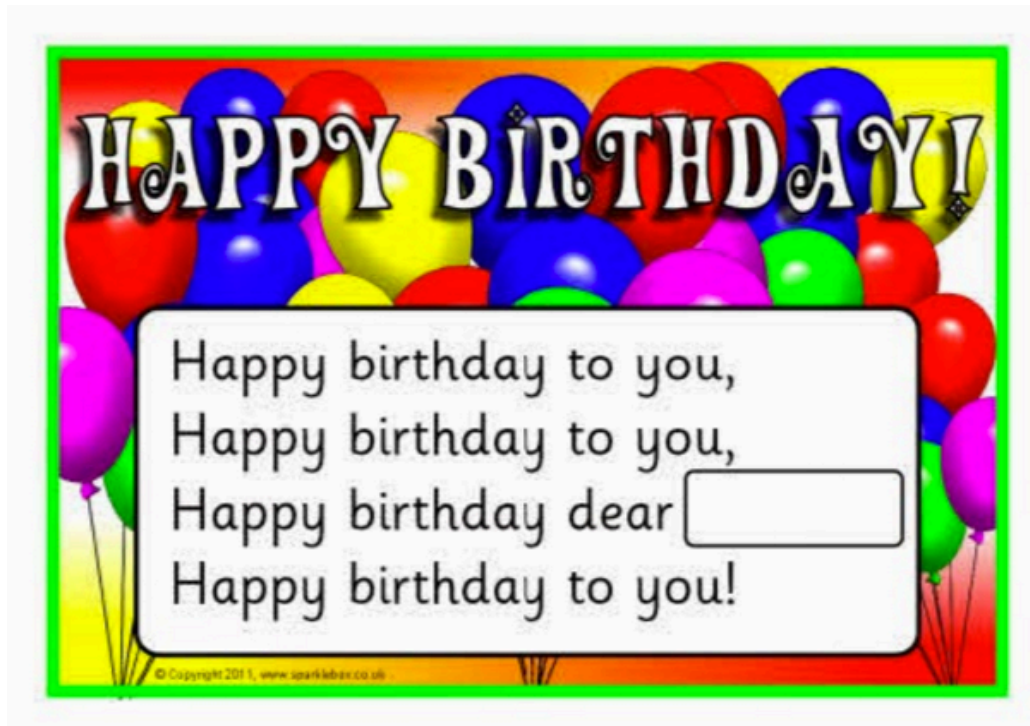 HAPPY BIRTHDAY!
Happy birthday to you,
Happy birthday to you,
Happy birthday dear
Happy birthday to you!
© Copyright 2011, www.sparklebox.co.uk